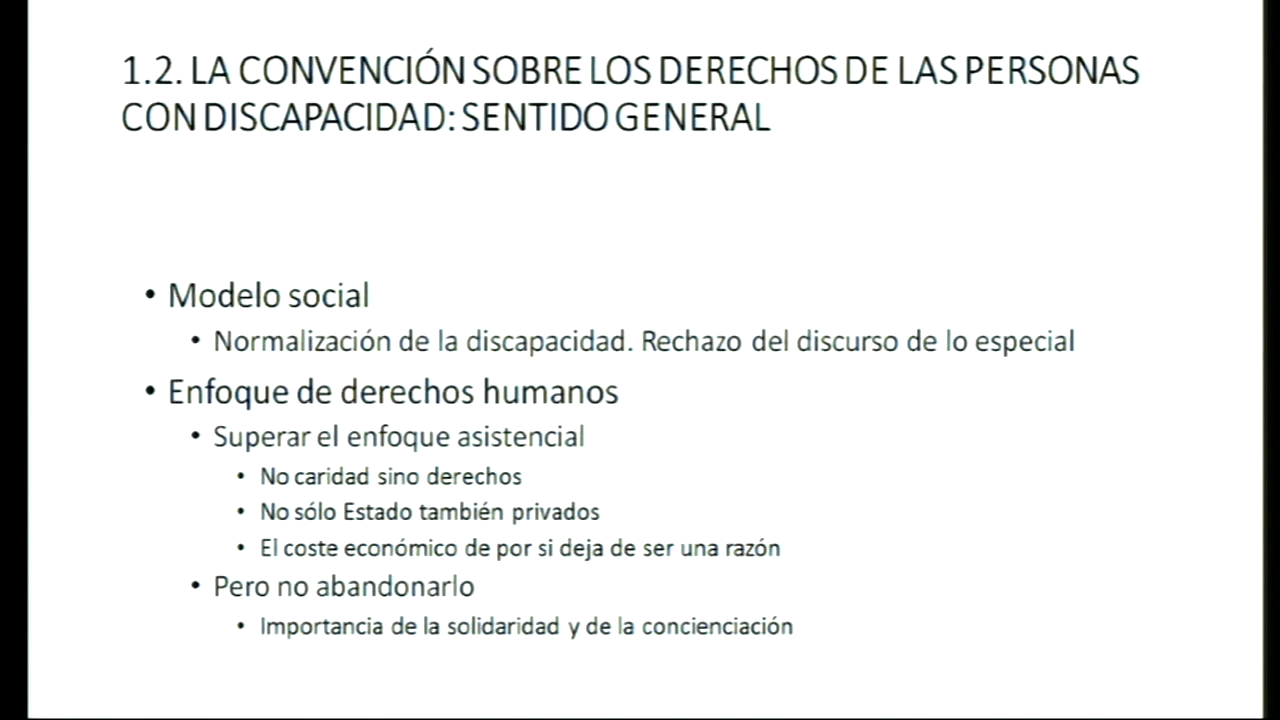 1.2. LA CONVENCIÓN SOBRE LOS DERECHOS DE LAS PERSONAS
CON DISCAPACIDAD: SENTIDO GENERAL
• Modelo social
• Normalización de la discapacidad. Rechazo del discurso de lo especial
• Enfoque de derechos humanos
• Superar el enfoque asistencial
• No caridad sino derechos
• No sólo Estado también privados
• El coste económico de por si deja de ser una razón
• Pero no abandonarlo
• Importancia de la solidaridad y de la concienciación